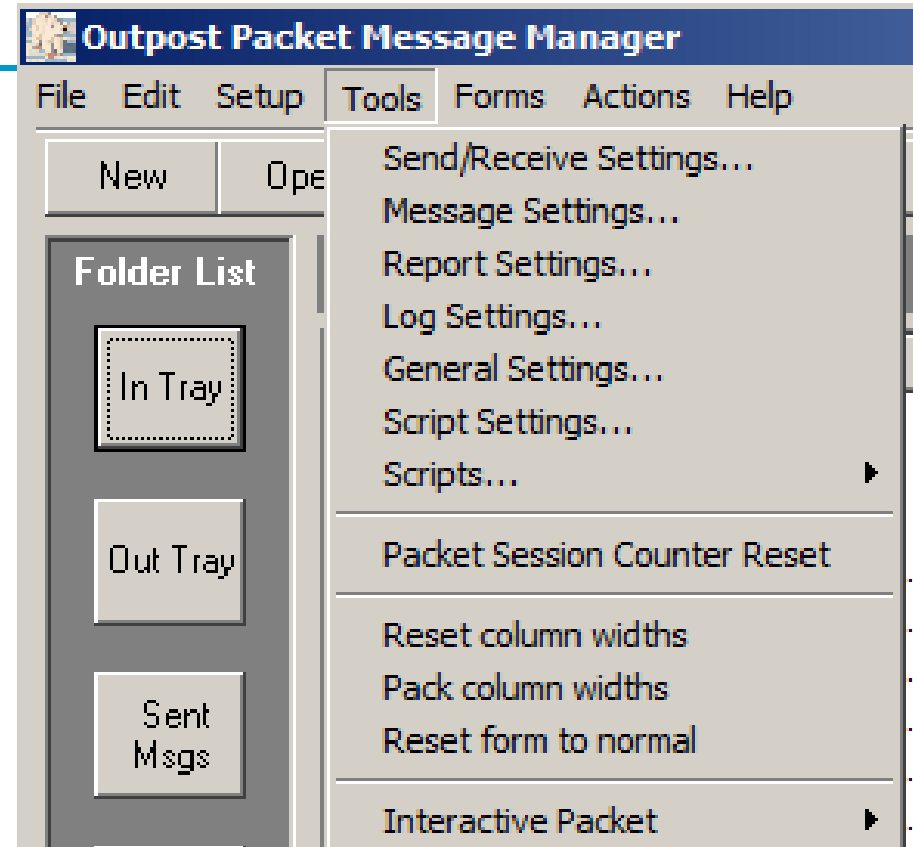 Outpost Packet Message Manager
File Edit Setup Tools Forms Actions Help
New Ope
Folder List
In Tray
Out Tray
Sent
Msgs
Send/Receive Settings...
Message Settings...
Report Settings...
Log Settings...
General Settings...
Script Settings...
Scripts...
Packet Session Counter Reset
Reset column widths
Pack column widths
Reset form to normal
Interactive Packet